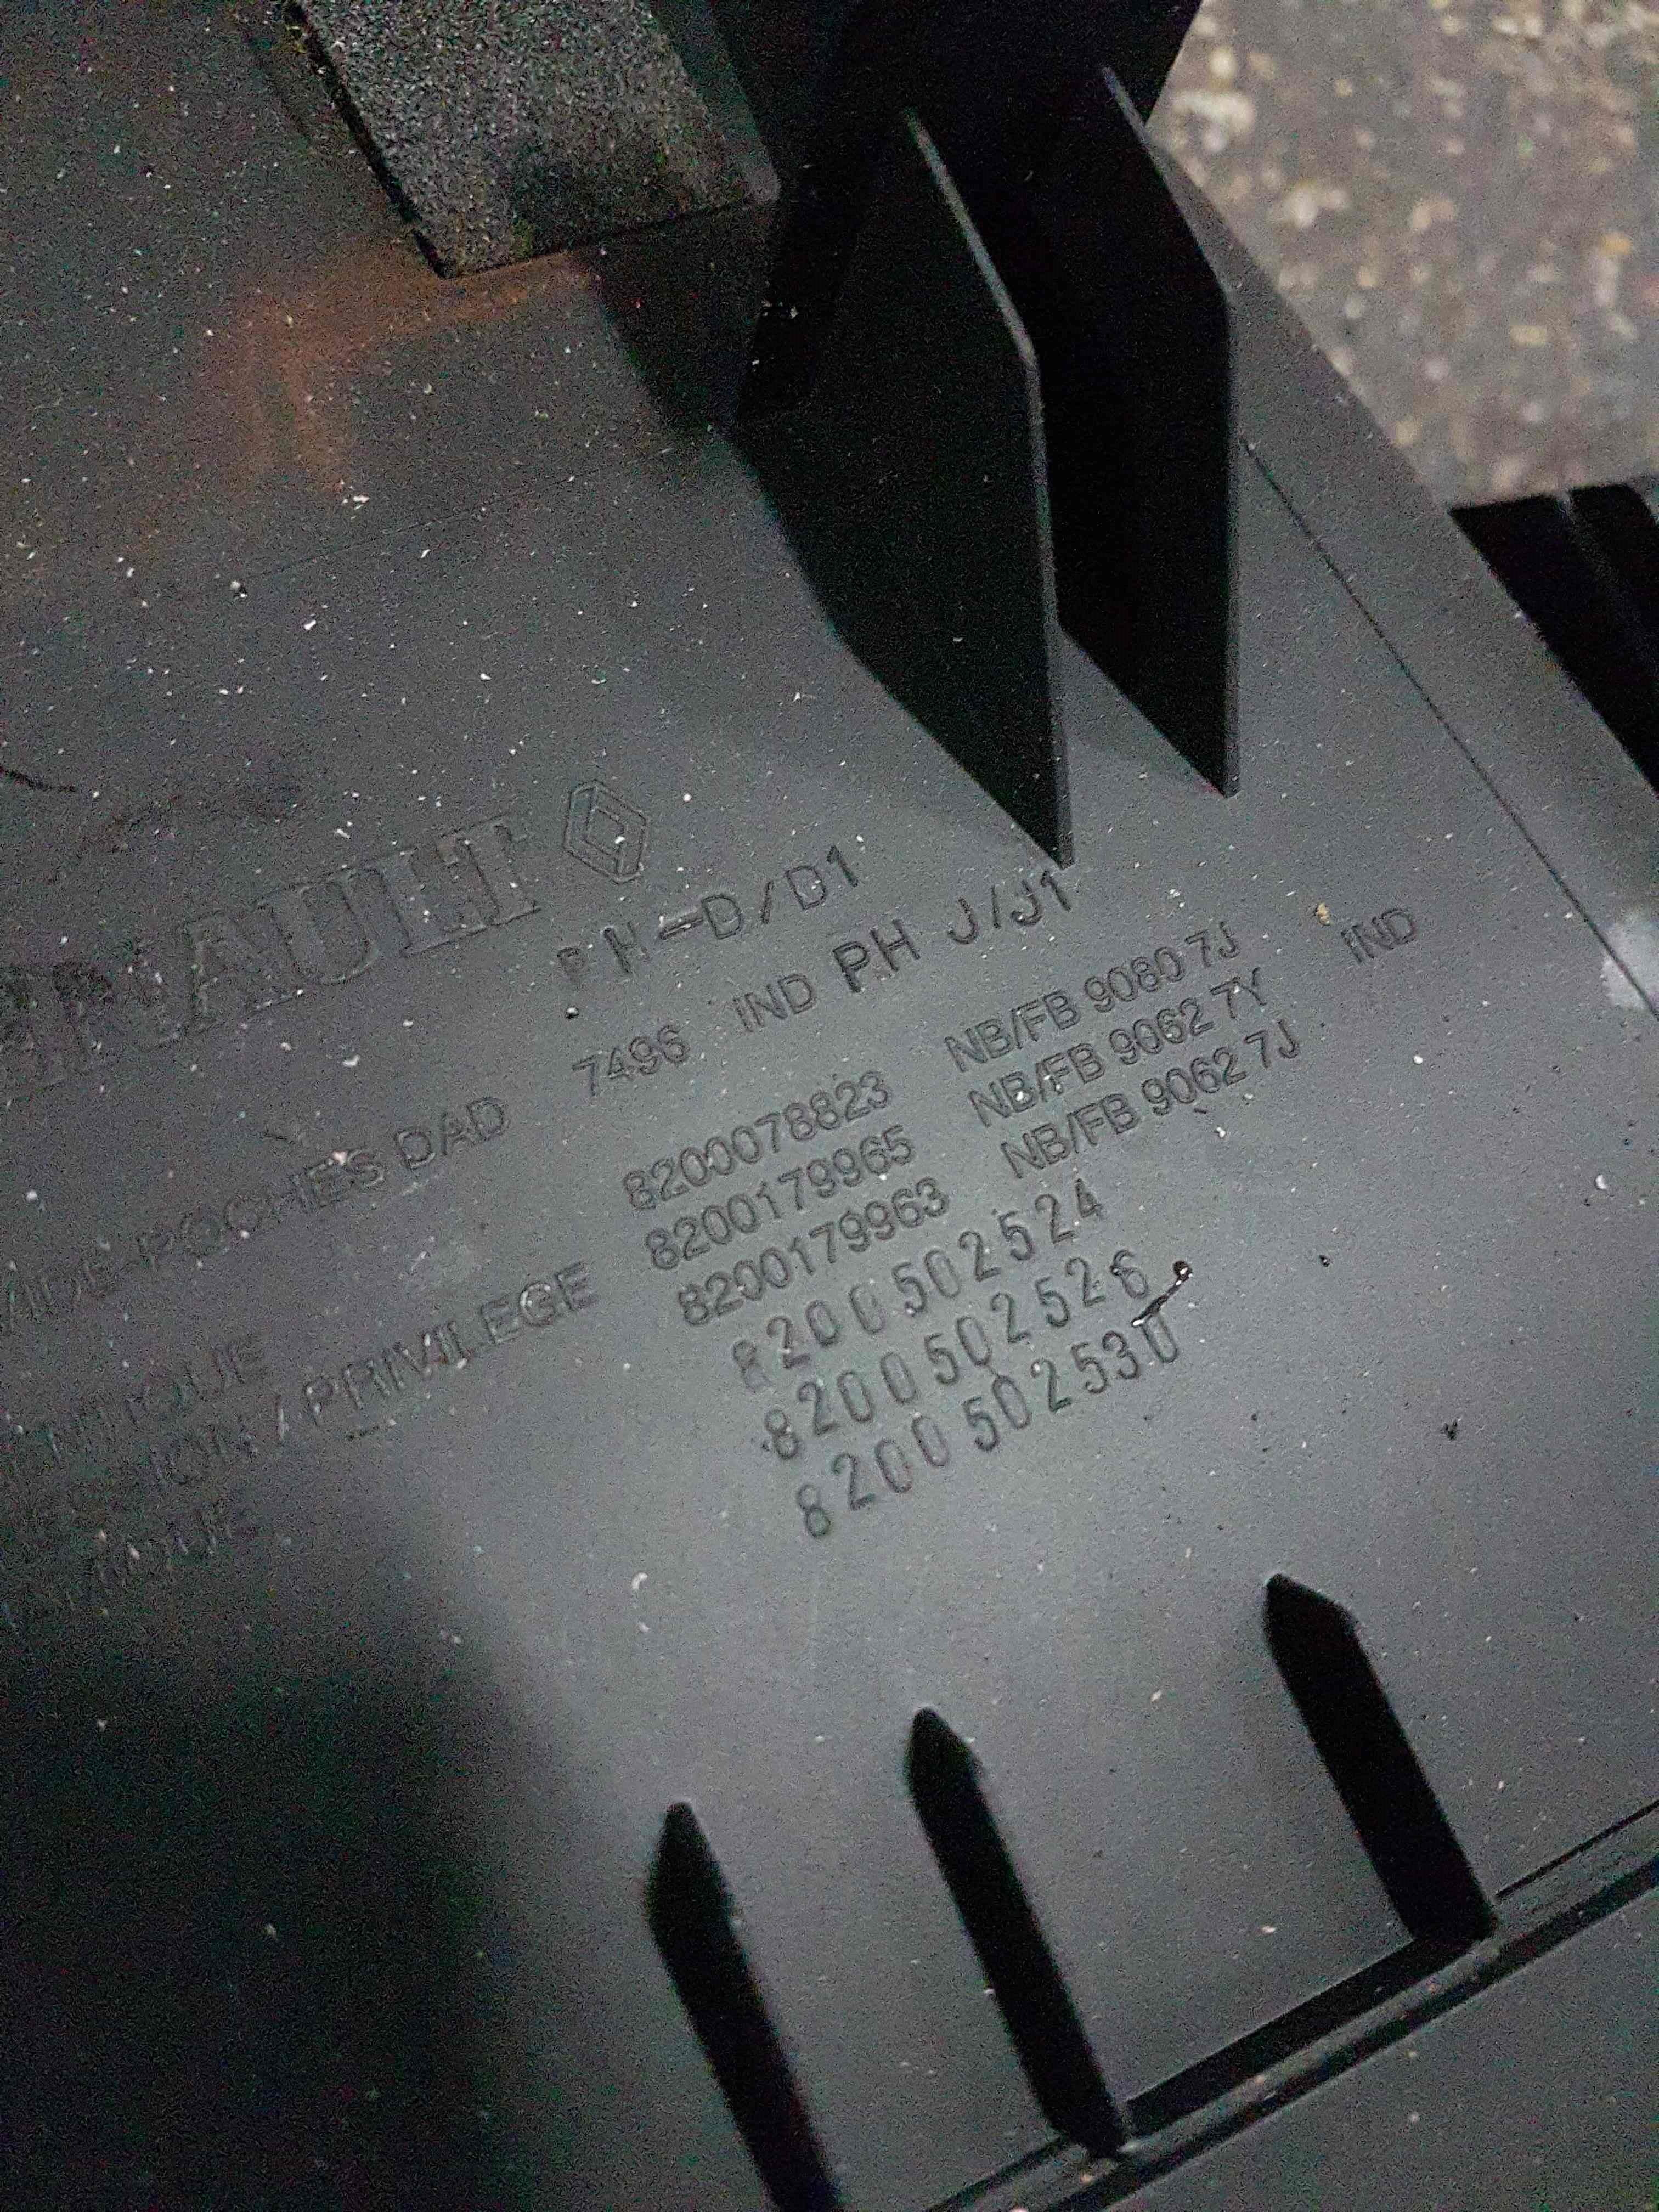 RENAULT
PH-D/D1
VIDE POCHES DAD 7496 IND PH J/J1
8200078823 NB/FB 9080 7J IND
8200179965 NB/FB 9062 7Y
PRIVILEGE 8200179963 NB/FB 9062 7J
8200502524
8200502526
8200502530